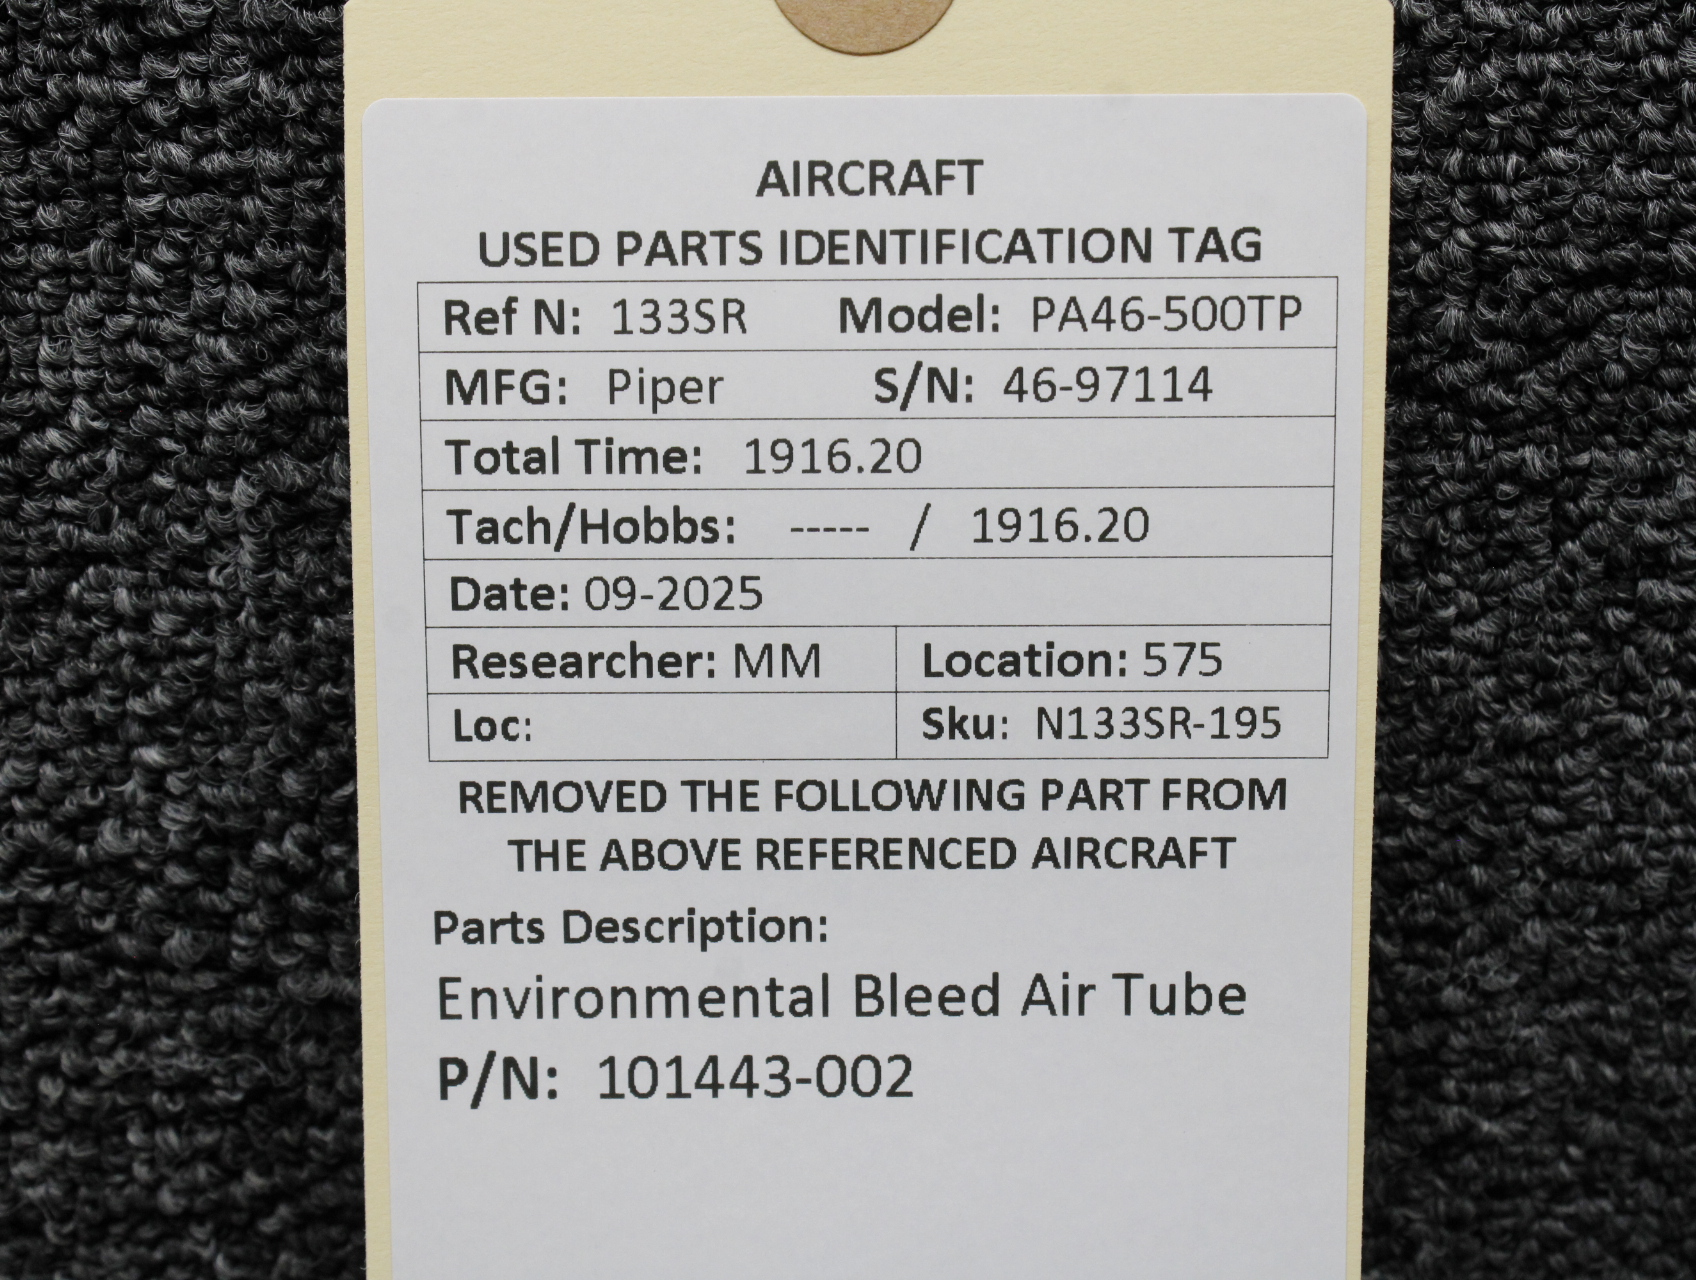 AIRCRAFT
USED PARTS IDENTIFICATION TAG
Ref N: 133SR Model: PA46-500TP
MFG: Piper S/N: 46-97114
Total Time: 1916.20
Tach/Hobbs: ----- / 1916.20
Date: 09-2025
Researcher: MM Location: 575
Loc: Sku: N133SR-195
REMOVED THE FOLLOWING PART FROM
THE ABOVE REFERENCED AIRCRAFT
Parts Description:
Environmental Bleed Air Tube
P/N: 101443-002